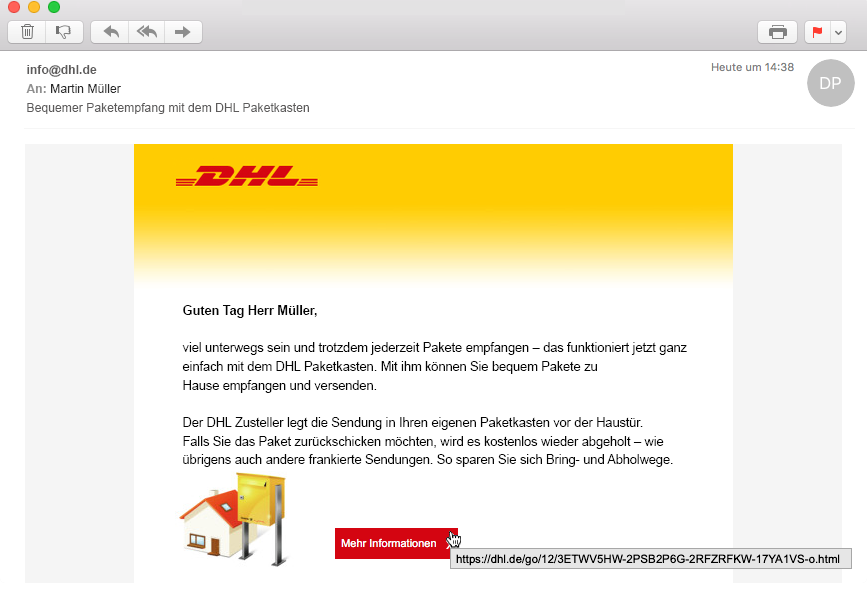 info@dhl.de
Heute um 14:38
DP
An: Martin Müller
Bequemer Paketempfang mit dem DHL Paketkasten
DHL
Guten Tag Herr Müller,
viel unterwegs sein und trotzdem jederzeit Pakete empfangen – das funktioniert jetzt ganz
einfach mit dem DHL Paketkasten. Mit ihm können Sie bequem Pakete zu
Hause empfangen und versenden.
Der DHL Zusteller legt die Sendung in Ihren eigenen Paketkasten vor der Haustür.
Falls Sie das Paket zurückschicken möchten, wird es kostenlos wieder abgeholt – wie
übrigens auch andere frankierte Sendungen. So sparen Sie sich Bring- und Abholwege.
Mehr Informationen
https://dhl.de/go/12/3ETWV5HW-2PSB2P6G-2RFZRFKW-17YA1VS-o.html